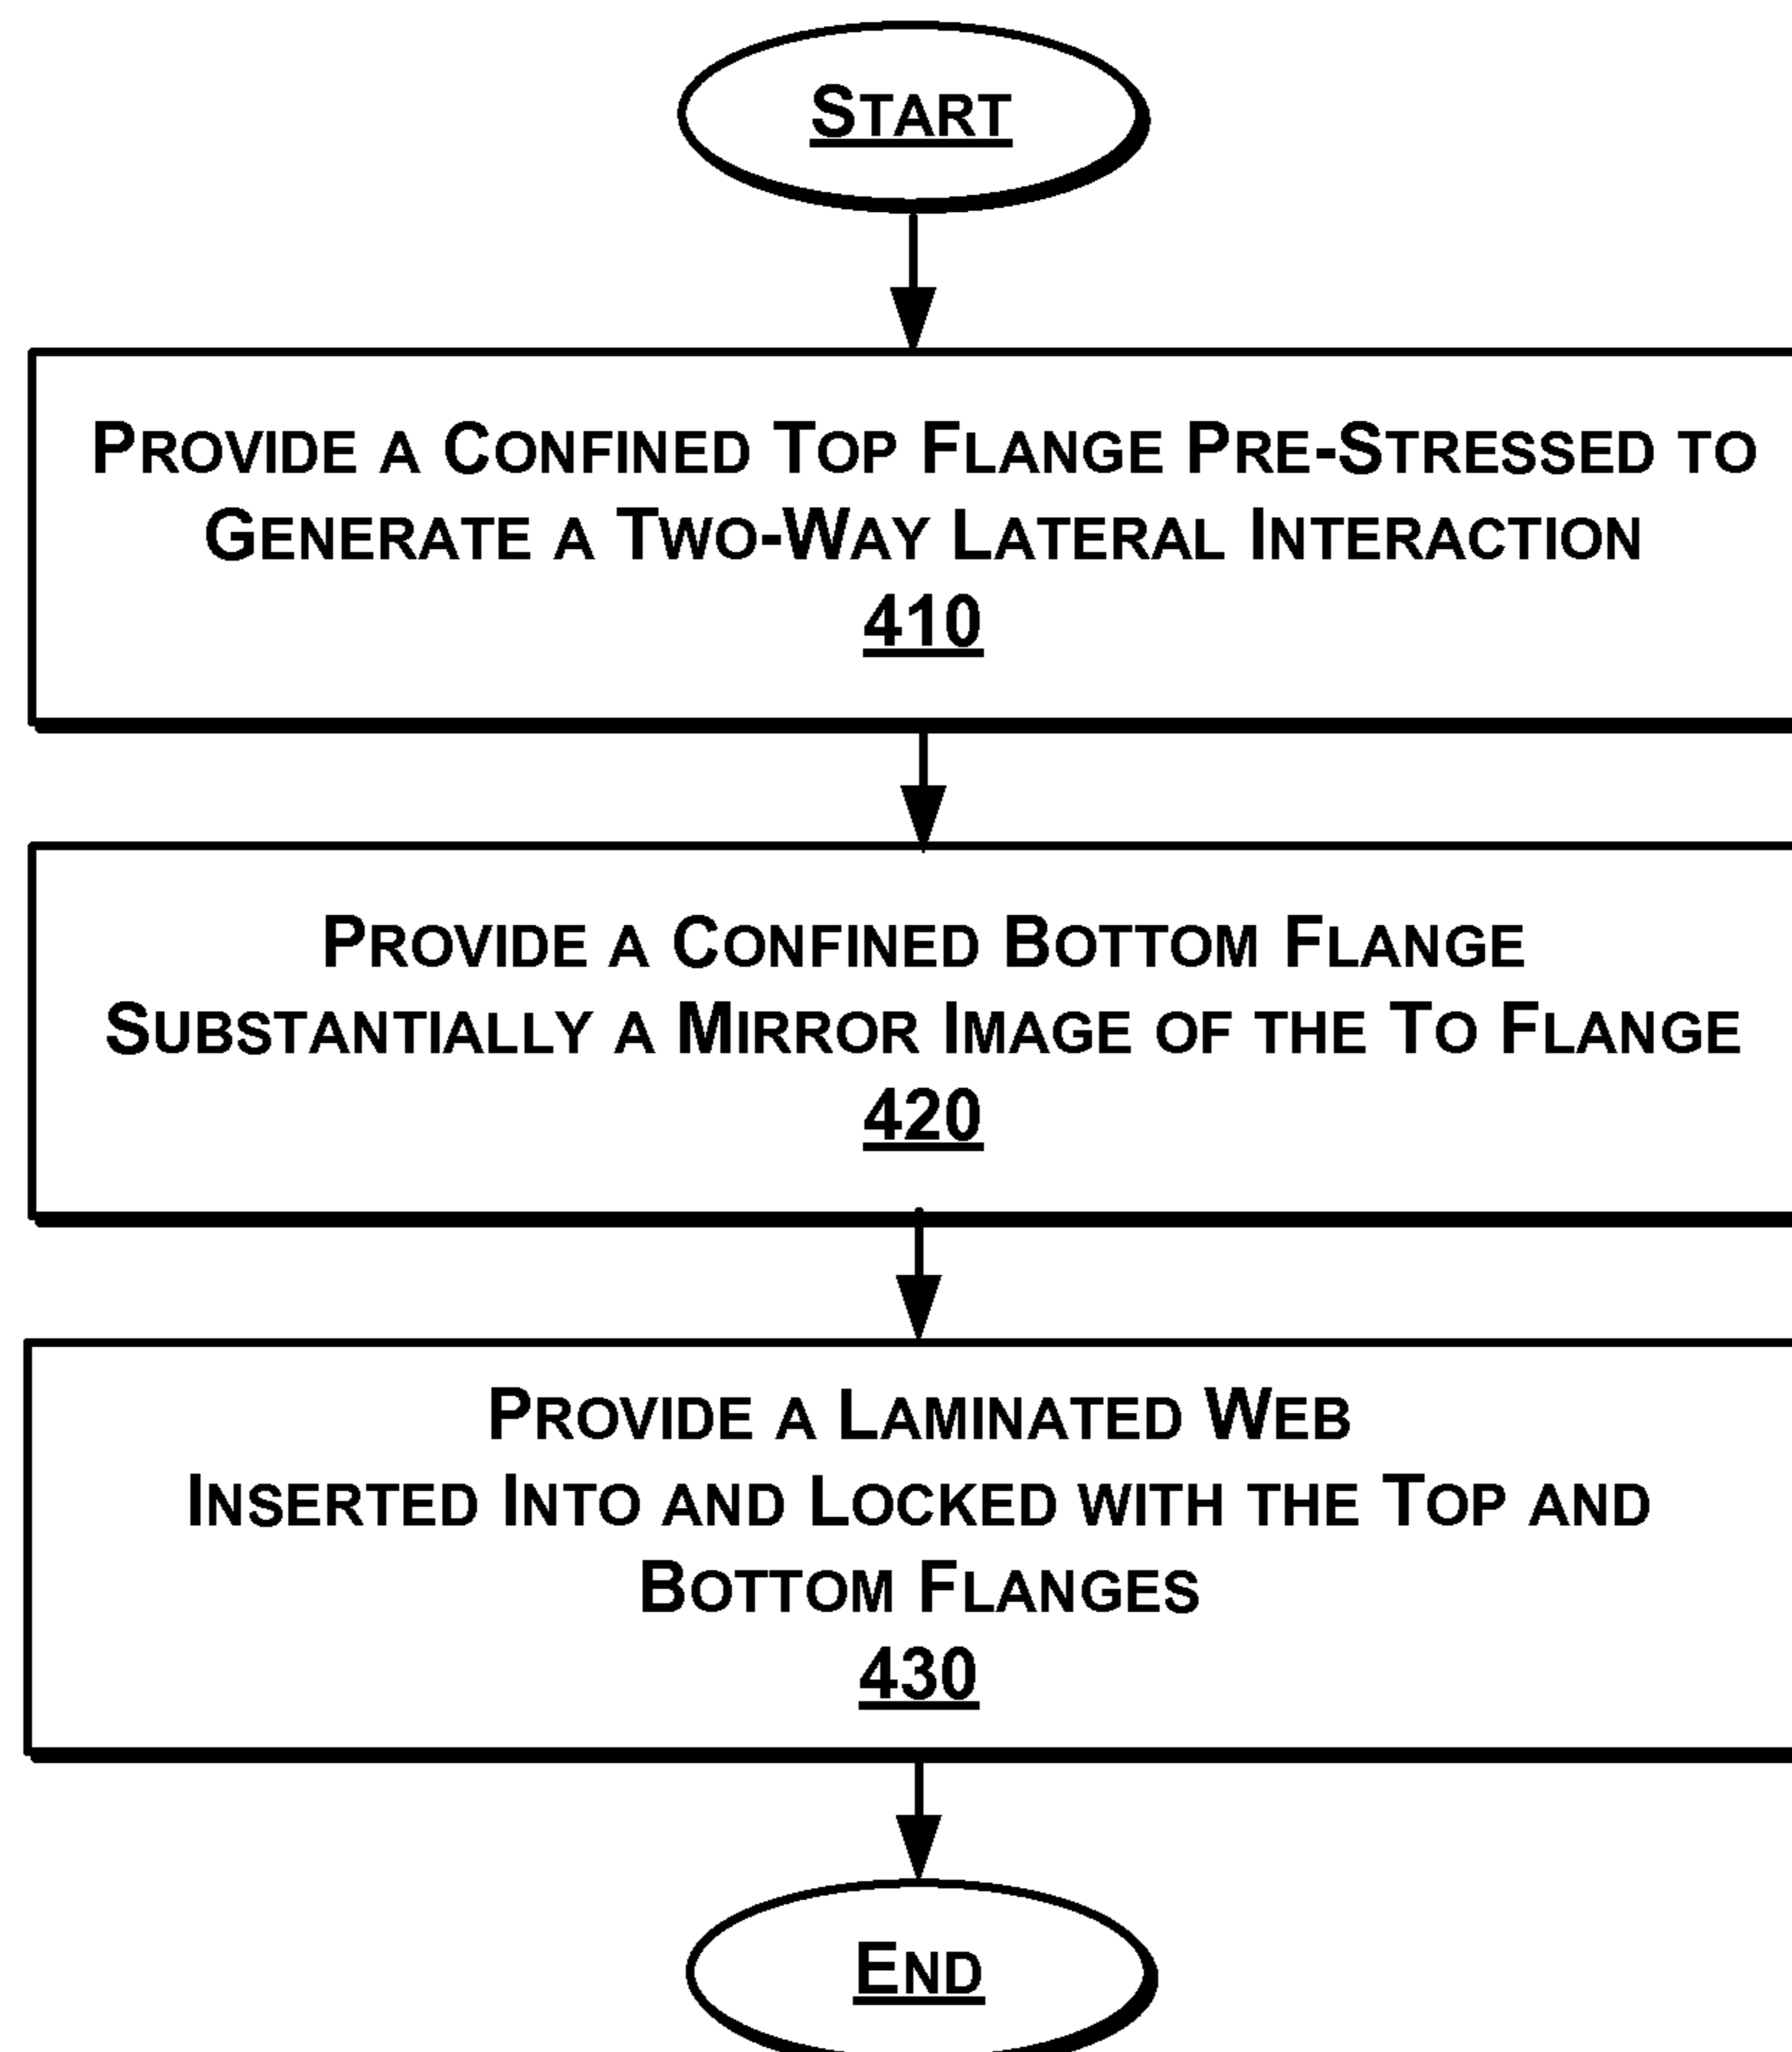 START
PROVIDE A CONFINED TOP FLANGE PRE-STRESSED TO
GENERATE A TWO-WAY LATERAL INTERACTION
410
PROVIDE A CONFINED BOTTOM FLANGE
SUBSTANTIALLY A MIRROR IMAGE OF THE TO FLANGE
420
PROVIDE A LAMINATED WEB
INSERTED INTO AND LOCKED WITH THE TOP AND
BOTTOM FLANGES
430
END